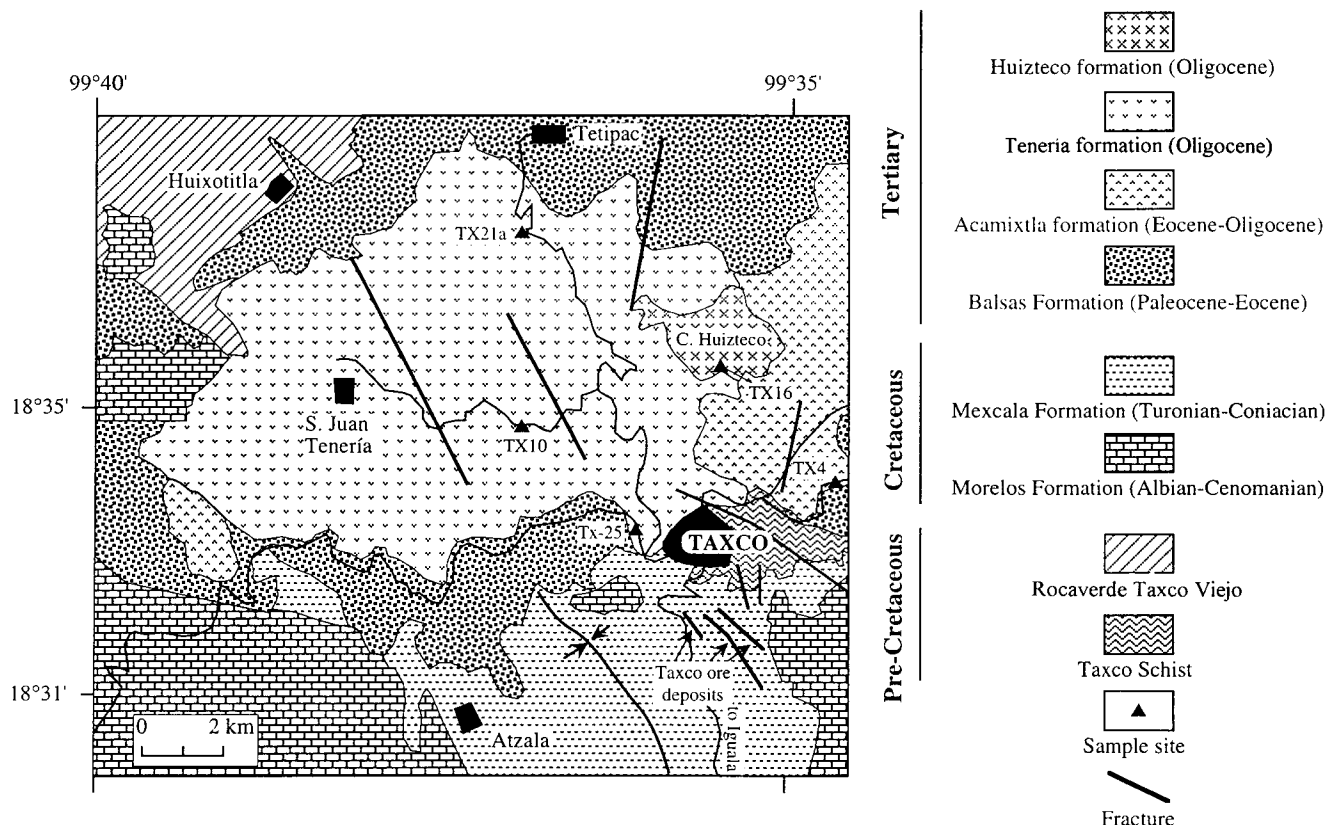 99°40'
99°35'
Tetipac
Huixotitla
TX21a
C. Huizteco
TX16
18°35'
S. Juan
Tenería
TX10
TX4
Tx-25
TAXCO
Taxco ore
deposits
18°31'
0 2 km
Atzala
to Iguala
Tertiary
Huizteco formation (Oligocene)
Teneria formation (Oligocene)
Acamixtla formation (Eocene-Oligocene)
Balsas Formation (Paleocene-Eocene)
Cretaceous
Mexcala Formation (Turonian-Coniacian)
Morelos Formation (Albian-Cenomanian)
Pre-Cretaceous
Rocaverde Taxco Viejo
Taxco Schist
Sample site
Fracture